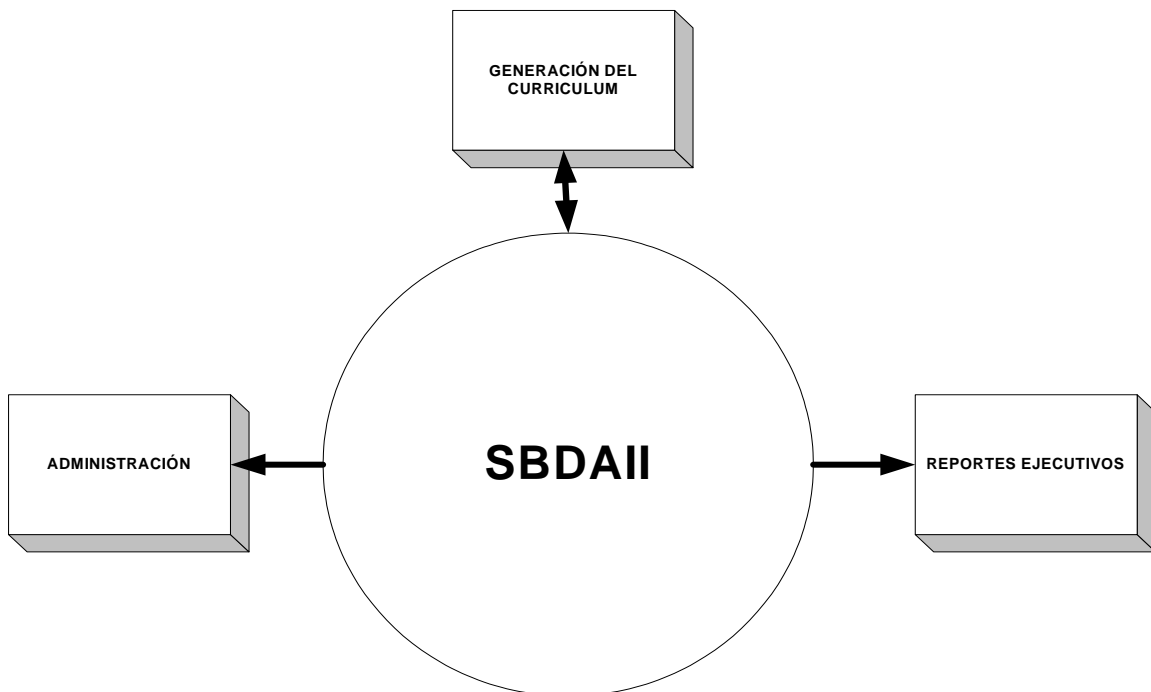 GENERACIÓN DEL
CURRICULUM
ADMINISTRACIÓN
SBDAII
REPORTES EJECUTIVOS